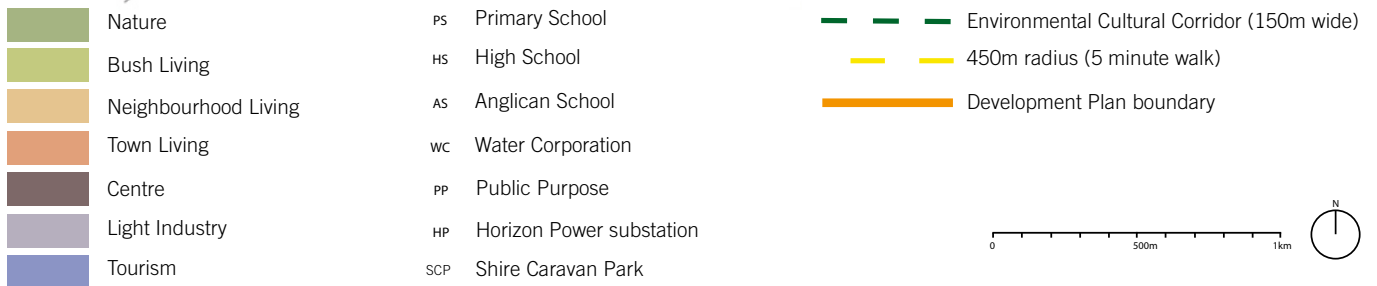 Nature
Bush Living
Neighbourhood Living
Town Living
Centre
Light Industry
Tourism
PS Primary School
HS High School
AS Anglican School
WC Water Corporation
PP Public Purpose
HP Horizon Power substation
SCP Shire Caravan Park
Environmental Cultural Corridor (150m wide)
450m radius (5 minute walk)
Development Plan boundary
0 500m 1km
N